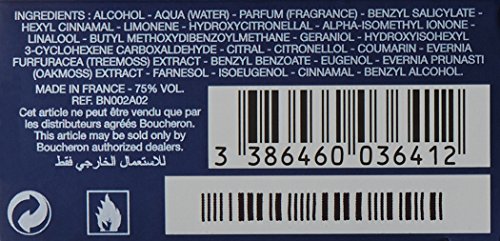 INGREDIENTS: ALCOHOL - AQUA (WATER) - PARFUM (FRAGRANCE) - BENZYL SALICYLATE -
HEXYL CINNAMAL - LIMONENE - HYDROXYCITRONELLAL - ALPHA-ISOMETHYL IONONE -
LINALOOL - BUTYL METHOXYDIBENZOYLMETHANE - GERANIOL - HYDROXYISOHEXYL
3-CYCLOHEXENE CARBOXALDEHYDE - CITRAL - CITRONELLOL - COUMARIN - EVERNIA
FURFURACEA (TREEMOSS) EXTRACT - BENZYL BENZOATE - EUGENOL - EVERNIA PRUNASTI
(OAKMOSS) EXTRACT - FARNESOL - ISOEUGENOL - CINNAMAL - BENZYL ALCOHOL.
MADE IN FRANCE - 75% VOL.
REF. BN002A02
Cet article ne peut être vendu que par
les distributeurs agréés Boucheron.
This article may be sold only by
Boucheron authorized dealers.
للاستعمال الخارجي فقط
3 386460 036412